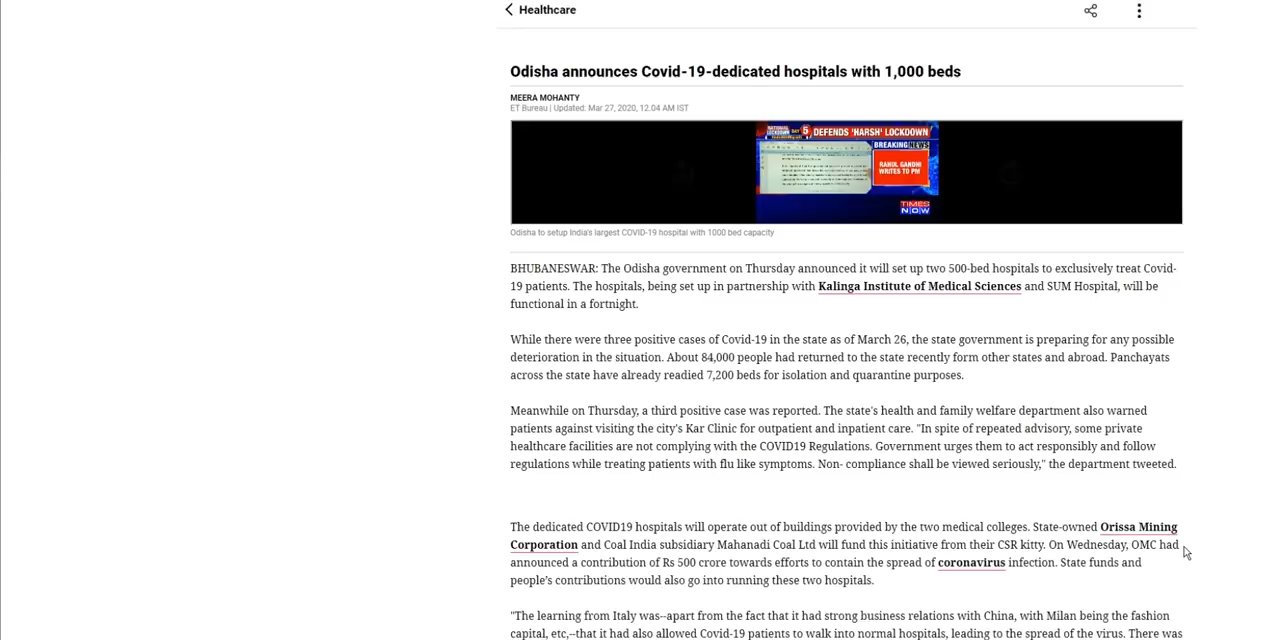 Healthcare
Odisha announces Covid-19-dedicated hospitals with 1,000 beds
MEERA MOHANTY
ET Bureau | Updated: Mar 27, 2020, 12.04 AM IST
NATIONAL LOCKDOWN DAY 5 DEFENDS 'HARSH' LOCKDOWN
BREAKING NEWS
RAHUL GANDHI
WRITES TO PM
TIMES
NOW
Odisha to setup India's largest COVID-19 hospital with 1000 bed capacity
BHUBANESWAR: The Odisha government on Thursday announced it will set up two 500-bed hospitals to exclusively treat Covid-
19 patients. The hospitals, being set up in partnership with Kalinga Institute of Medical Sciences and SUM Hospital, will be
functional in a fortnight.
While there were three positive cases of Covid-19 in the state as of March 26, the state government is preparing for any possible
deterioration in the situation. About 84,000 people had returned to the state recently form other states and abroad. Panchayats
across the state have already readied 7,200 beds for isolation and quarantine purposes.
Meanwhile on Thursday, a third positive case was reported. The state's health and family welfare department also warned
patients against visiting the city's Kar Clinic for outpatient and inpatient care. "In spite of repeated advisory, some private
healthcare facilities are not complying with the COVID19 Regulations. Government urges them to act responsibly and follow
regulations while treating patients with flu like symptoms. Non- compliance shall be viewed seriously," the department tweeted.
The dedicated COVID19 hospitals will operate out of buildings provided by the two medical colleges. State-owned Orissa Mining
Corporation and Coal India subsidiary Mahanadi Coal Ltd will fund this initiative from their CSR kitty. On Wednesday, OMC had
announced a contribution of Rs 500 crore towards efforts to contain the spread of coronavirus infection. State funds and
people's contributions would also go into running these two hospitals.
"The learning from Italy was--apart from the fact that it had strong business relations with China, with Milan being the fashion
capital, etc,--that it had also allowed Covid-19 patients to walk into normal hospitals, leading to the spread of the virus. There was